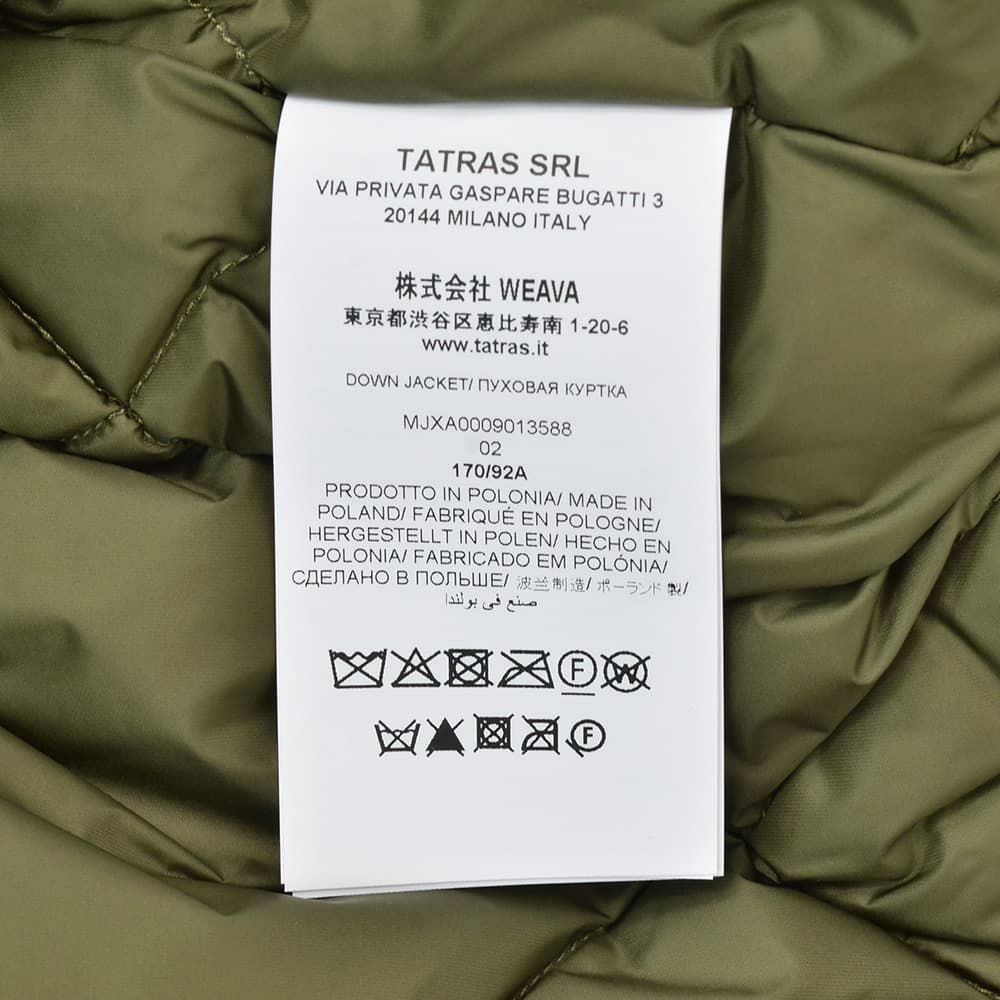 TATRAS SRL
VIA PRIVATA GASPARE BUGATTI 3
20144 MILANO ITALY
株式会社 WEAVA
東京都渋谷区恵比寿南 1-20-6
www.tatras.it
DOWN JACKET/ ПУХОВАЯ КУРТКА
MJXA0009013588
02
170/92A
PRODOTTO IN POLONIA/ MADE IN
POLAND/ FABRIQUÉ EN POLOGNE/
HERGESTELLT IN POLEN/ HECHO EN
POLONIA/ FABRICADO EM POLÓNIA/
СДЕЛАНО В ПОЛЬШЕ/ 波兰制造/ ポーランド 製/
صنع في بولندا
F W
F